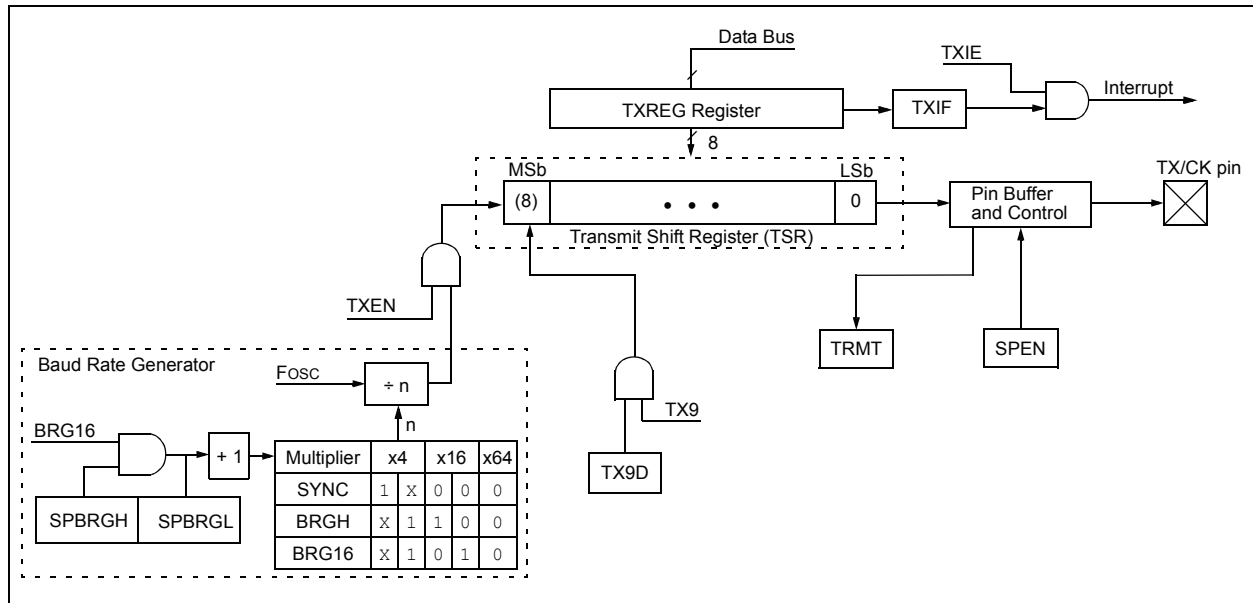 Data Bus
TXIE
Interrupt
TXREG Register
TXIF
8
MSb
LSb
TX/CK pin
(8)
• • •
0
Pin Buffer
and Control
Transmit Shift Register (TSR)
TXEN
TRMT
SPEN
Baud Rate Generator
FOSC
÷ n
n
TX9
TX9D
BRG16
+ 1
Multiplier x4 x16 x64
SYNC 1 X 0 0 0
BRGH X 1 1 0 0
BRG16 X 1 0 1 0
SPBRGH SPBRGL